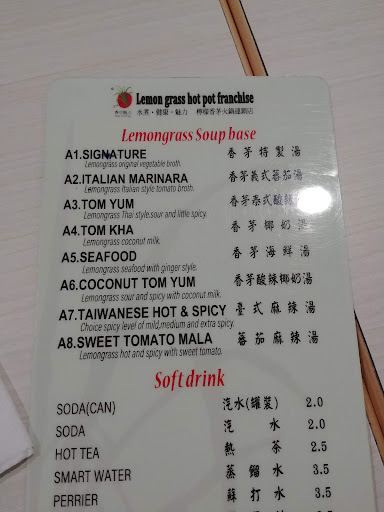 Lemon grass hot pot franchise
水蒸·健康·魅力 檸檬香茅火鍋連鎖店
Lemongrass Soup base
A1.SIGNATURE 香茅特製湯
Lemongrass original vegetable broth.
A2.ITALIAN MARINARA 香茅義式蕃茄湯
Lemongrass Italian style tomato broth.
A3.TOM YUM 香茅泰式酸辣
Lemongrass Thai style.sour and little spicy.
A4.TOM KHA 香茅椰奶湯
Lemongrass coconut milk.
A5.SEAFOOD 香茅海鮮湯
Lemongrass seafood with ginger style.
A6.COCONUT TOM YUM 香茅酸辣椰奶湯
Lemongrass sour and spicy with coconut milk.
A7.TAIWANESE HOT & SPICY 臺式麻辣湯
Choice spicy level of mild,medium and extra spicy.
A8.SWEET TOMATO MALA 蕃茄麻辣湯
Lemongrass hot and spicy with sweet tomato.
Soft drink
SODA(CAN) 汽水(罐裝) 2.0
SODA 汽水 2.0
HOT TEA 熱茶 2.5
SMART WATER 蒸餾水 3.5
PERRIER 蘇打水 3.5